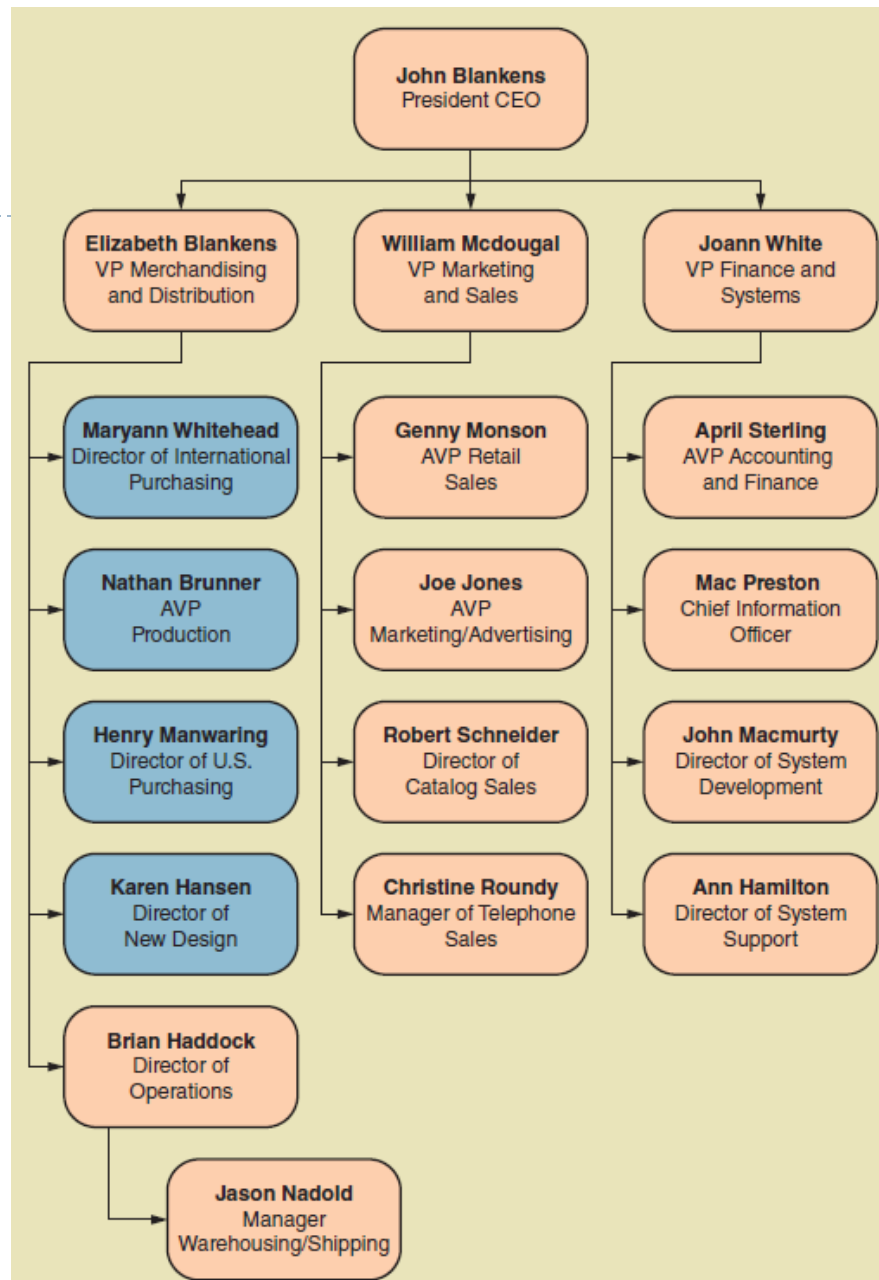 John Blankens
President CEO
Elizabeth Blankens
VP Merchandising
and Distribution
William Mcdougal
VP Marketing
and Sales
Joann White
VP Finance and
Systems
Maryann Whitehead
Director of International
Purchasing
Genny Monson
AVP Retail
Sales
April Sterling
AVP Accounting
and Finance
Nathan Brunner
AVP
Production
Joe Jones
AVP
Marketing/Advertising
Mac Preston
Chief Information
Officer
Henry Manwaring
Director of U.S.
Purchasing
Robert Schneider
Director of
Catalog Sales
John Macmurty
Director of System
Development
Karen Hansen
Director of
New Design
Christine Roundy
Manager of Telephone
Sales
Ann Hamilton
Director of System
Support
Brian Haddock
Director of
Operations
Jason Nadold
Manager
Warehousing/Shipping